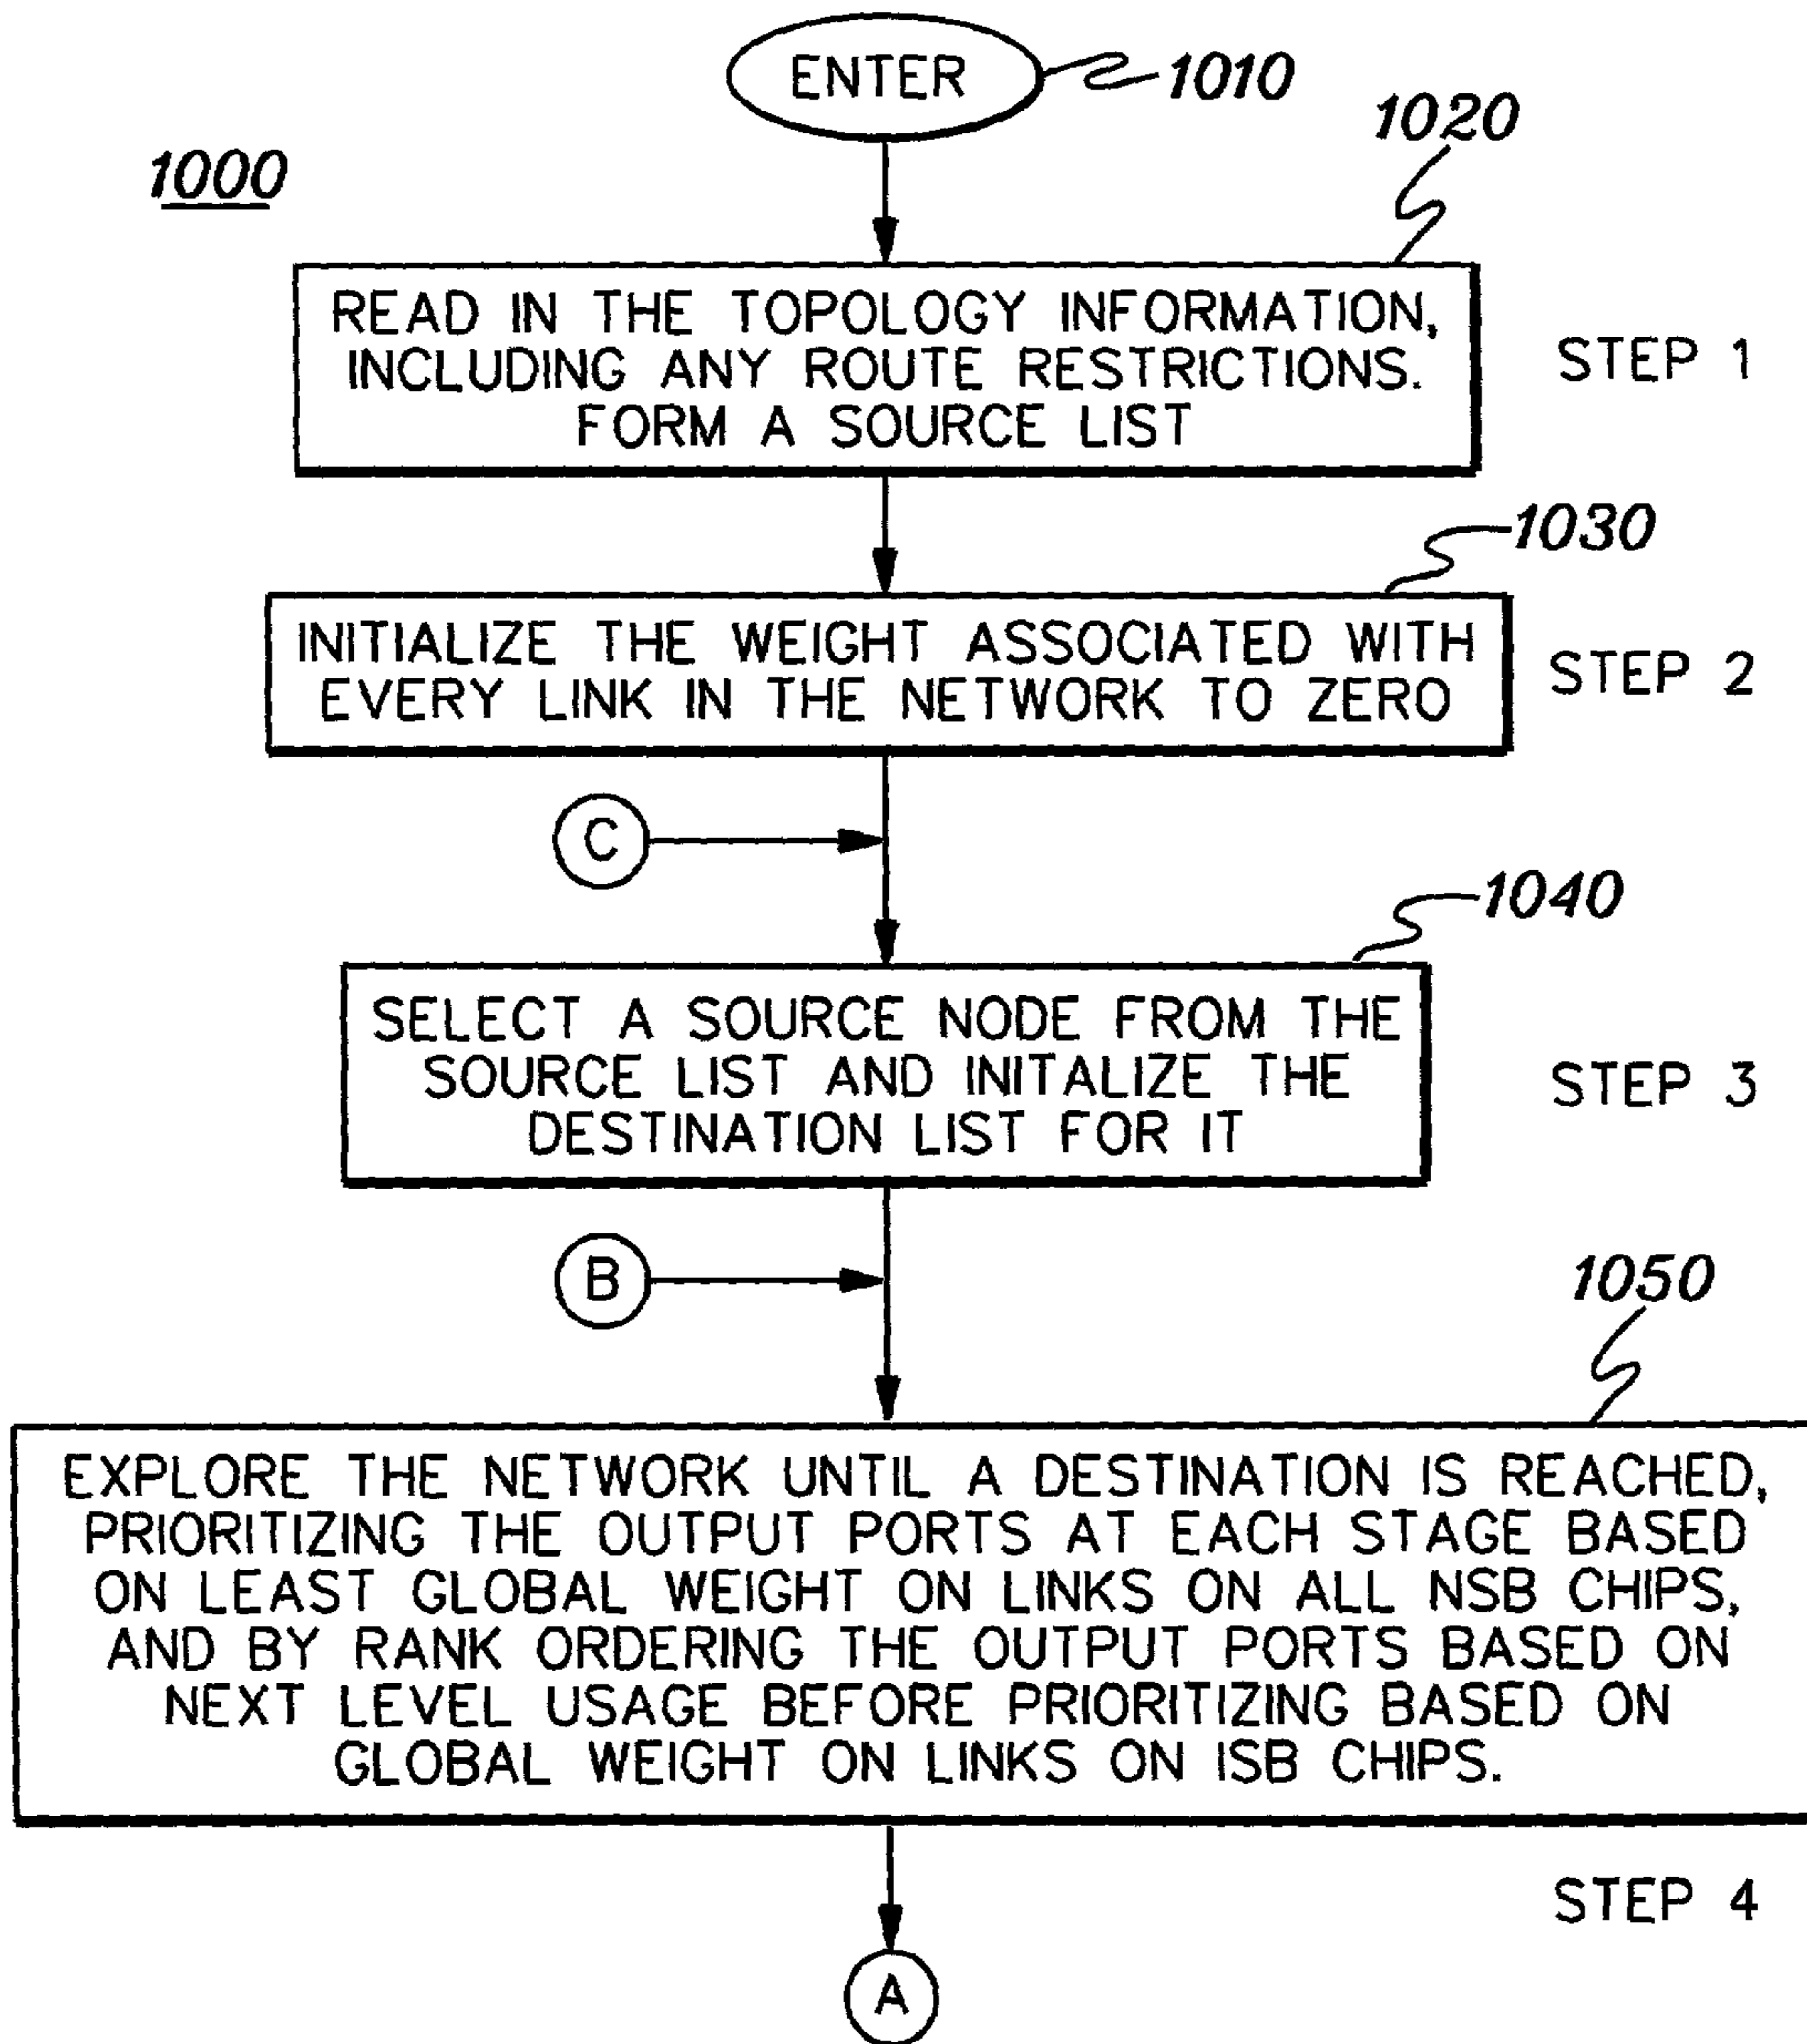 ENTER
1010
1020
1000
READ IN THE TOPOLOGY INFORMATION,
INCLUDING ANY ROUTE RESTRICTIONS.
FORM A SOURCE LIST
STEP 1
1030
INITIALIZE THE WEIGHT ASSOCIATED WITH
EVERY LINK IN THE NETWORK TO ZERO
STEP 2
C
1040
SELECT A SOURCE NODE FROM THE
SOURCE LIST AND INITALIZE THE
DESTINATION LIST FOR IT
STEP 3
B
1050
EXPLORE THE NETWORK UNTIL A DESTINATION IS REACHED,
PRIORITIZING THE OUTPUT PORTS AT EACH STAGE BASED
ON LEAST GLOBAL WEIGHT ON LINKS ON ALL NSB CHIPS,
AND BY RANK ORDERING THE OUTPUT PORTS BASED ON
NEXT LEVEL USAGE BEFORE PRIORITIZING BASED ON
GLOBAL WEIGHT ON LINKS ON ISB CHIPS.
STEP 4
A